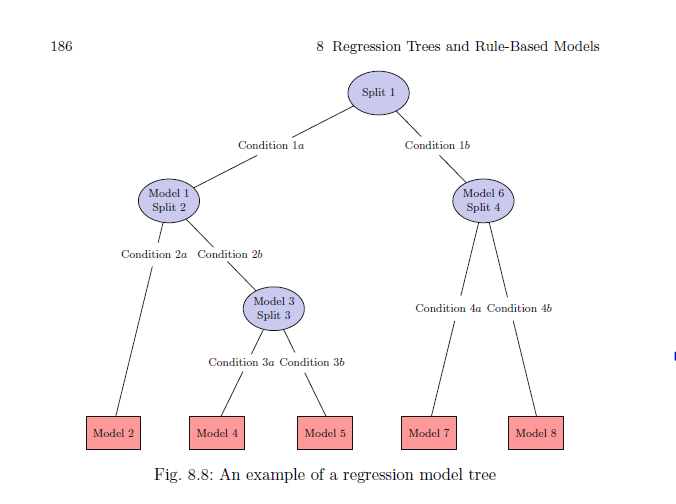 186
8 Regression Trees and Rule-Based Models
Split 1
Condition 1a
Condition 1b
Model 1
Split 2
Model 6
Split 4
Condition 2a
Condition 2b
Model 3
Split 3
Condition 4a
Condition 4b
Condition 3a
Condition 3b
Model 2
Model 4
Model 5
Model 7
Model 8
Fig. 8.8: An example of a regression model tree